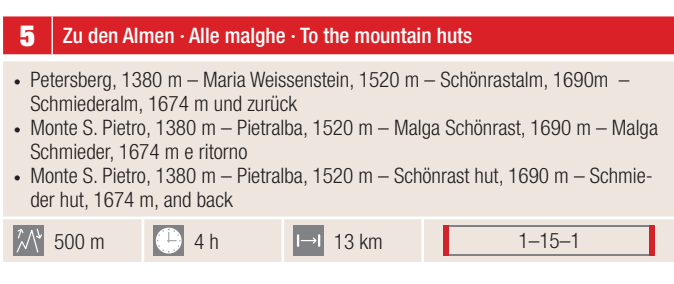 5 Zu den Almen · Alle malghe · To the mountain huts
• Petersberg, 1380 m – Maria Weissenstein, 1520 m – Schönrastalm, 1690m –
Schmiederalm, 1674 m und zurück
• Monte S. Pietro, 1380 m – Pietralba, 1520 m – Malga Schönrast, 1690 m – Malga
Schmieder, 1674 m e ritorno
• Monte S. Pietro, 1380 m – Pietralba, 1520 m – Schönrast hut, 1690 m – Schmie-
der hut, 1674 m, and back
500 m 4 h 13 km 1–15–1